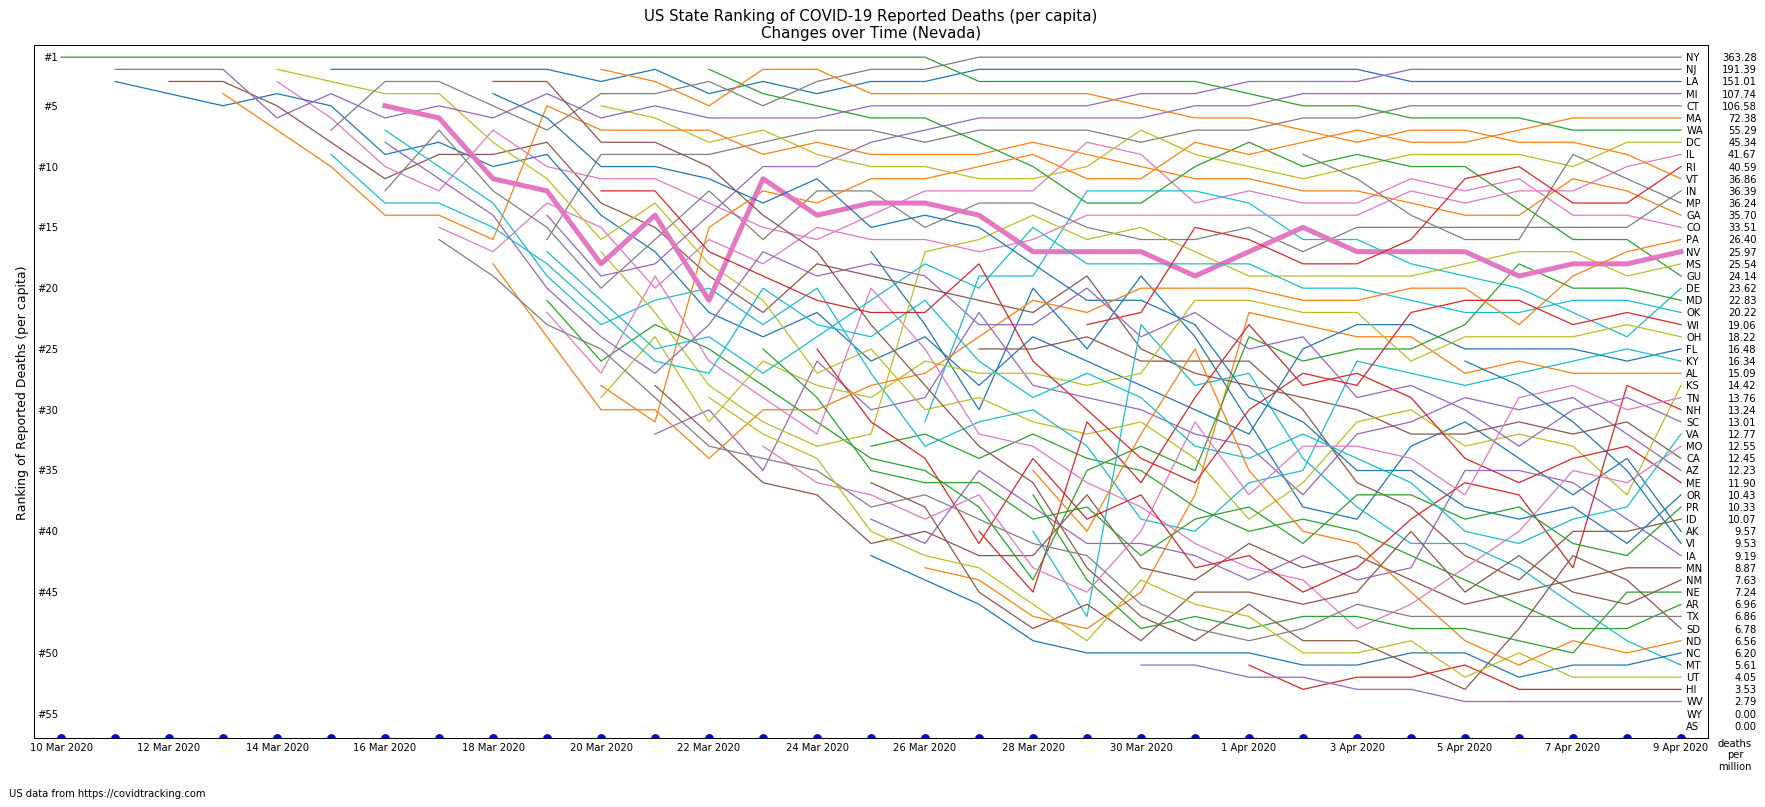 US State Ranking of COVID-19 Reported Deaths (per capita)
Changes over Time (Nevada)
Ranking of Reported Deaths (per capita)
#1
#5
#10
#15
#20
#25
#30
#35
#40
#45
#50
#55
NY 363.28
NJ 191.39
LA 151.01
MI 107.74
CT 106.58
MA 72.38
WA 55.29
DC 45.34
IL 41.67
RI 40.59
VT 36.86
IN 36.39
MP 36.24
GA 35.70
CO 33.51
PA 26.40
NV 25.97
MS 25.54
GU 24.14
DE 23.62
MD 22.83
OK 20.22
WI 19.06
OH 18.22
FL 16.48
KY 16.34
AL 15.09
KS 14.42
TN 13.76
NH 13.24
SC 13.01
VA 12.77
MO 12.55
CA 12.45
AZ 12.23
ME 11.90
OR 10.43
PR 10.33
ID 10.07
AK 9.57
VI 9.53
IA 9.19
MN 8.87
NM 7.63
NE 7.24
AR 6.96
TX 6.86
SD 6.78
ND 6.56
NC 6.20
MT 5.61
UT 4.05
HI 3.53
WV 2.79
WY 0.00
AS 0.00
10 Mar 2020 12 Mar 2020 14 Mar 2020 16 Mar 2020 18 Mar 2020 20 Mar 2020 22 Mar 2020 24 Mar 2020 26 Mar 2020 28 Mar 2020 30 Mar 2020 1 Apr 2020 3 Apr 2020 5 Apr 2020 7 Apr 2020 9 Apr 2020
deaths
per
million
US data from https://covidtracking.com